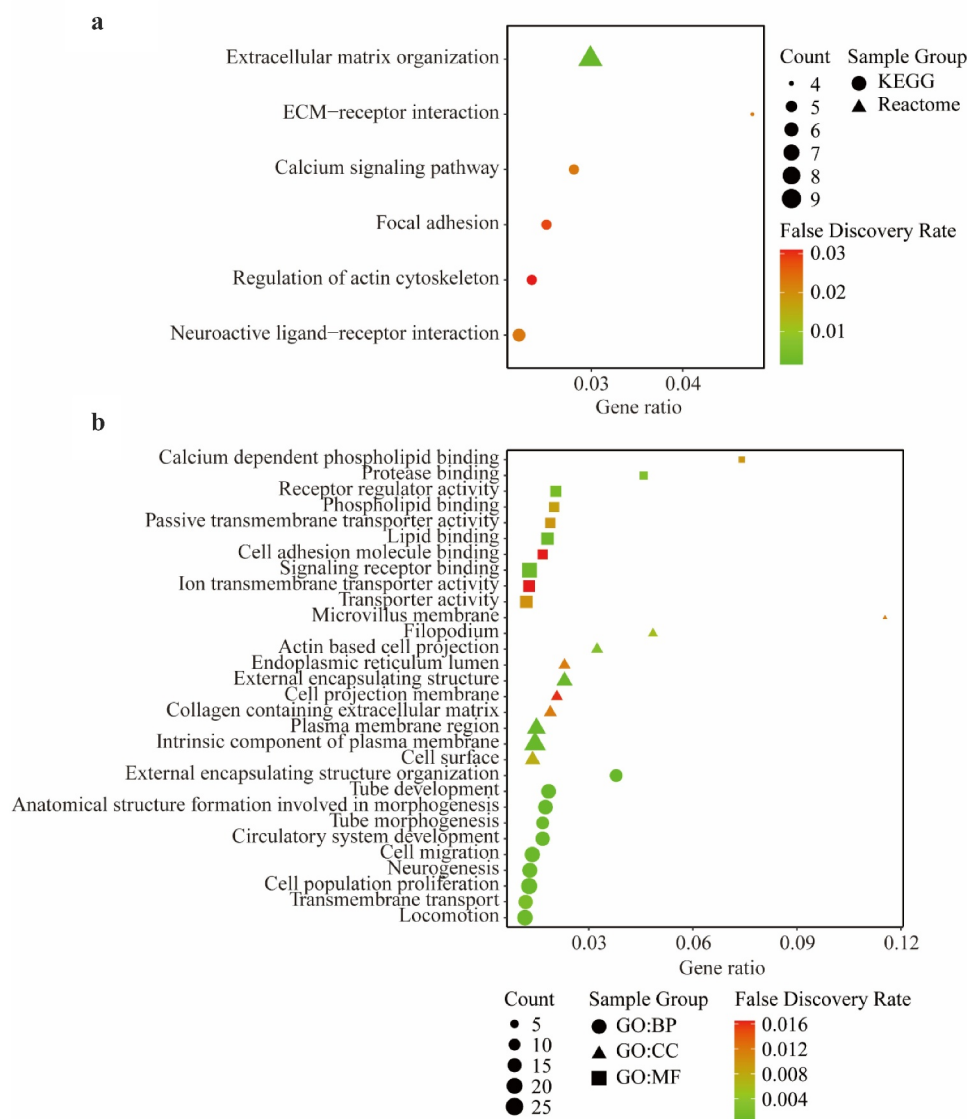 a
Extracellular matrix organization
ECM−receptor interaction
Calcium signaling pathway
Focal adhesion
Regulation of actin cytoskeleton
Neuroactive ligand−receptor interaction
0.03 0.04
Gene ratio
Count
4
5
6
7
8
9
Sample Group
KEGG
Reactome
False Discovery Rate
0.03
0.02
0.01
b
Calcium dependent phospholipid binding
Protease binding
Receptor regulator activity
Phospholipid binding
Passive transmembrane transporter activity
Lipid binding
Cell adhesion molecule binding
Signaling receptor binding
Ion transmembrane transporter activity
Transporter activity
Microvillus membrane
Filopodium
Actin based cell projection
Endoplasmic reticulum lumen
External encapsulating structure
Cell projection membrane
Collagen containing extracellular matrix
Plasma membrane region
Intrinsic component of plasma membrane
Cell surface
External encapsulating structure organization
Tube development
Anatomical structure formation involved in morphogenesis
Tube morphogenesis
Circulatory system development
Cell migration
Neurogenesis
Cell population proliferation
Transmembrane transport
Locomotion
0.03 0.06 0.09 0.12
Gene ratio
Count
5
10
15
20
25
Sample Group
GO:BP
GO:CC
GO:MF
False Discovery Rate
0.016
0.012
0.008
0.004